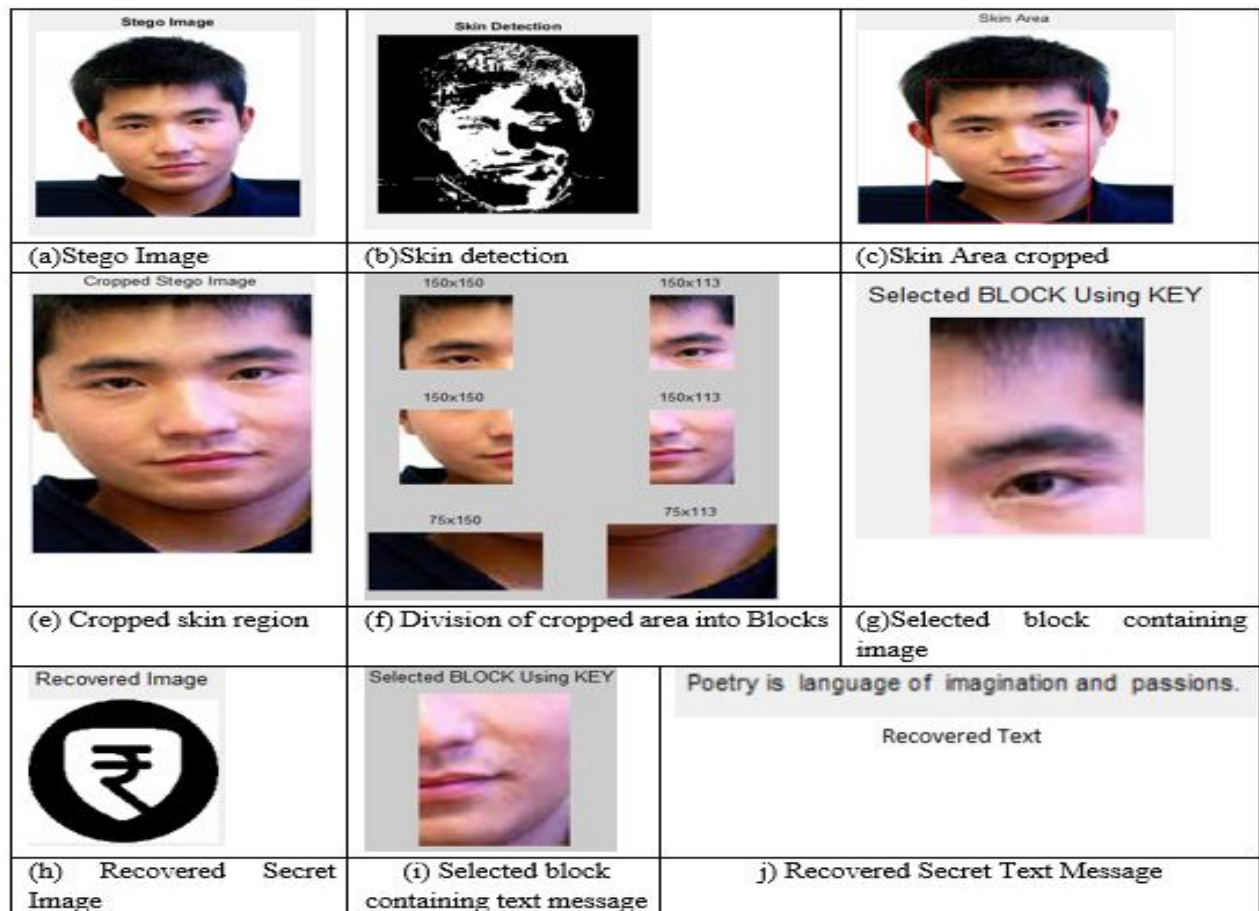 Stego Image
Skin Detection
Skin Area
(a)Stego Image
(b)Skin detection
(c)Skin Area cropped
Cropped Stego Image
150x150
150x113
150x150
150x113
75x150
75x113
Selected BLOCK Using KEY
(e) Cropped skin region
(f) Division of cropped area into Blocks
(g)Selected block containing
image
Recovered Image
₹
Selected BLOCK Using KEY
Poetry is language of imagination and passions.
Recovered Text
(h) Recovered Secret
Image
(i) Selected block
containing text message
j) Recovered Secret Text Message